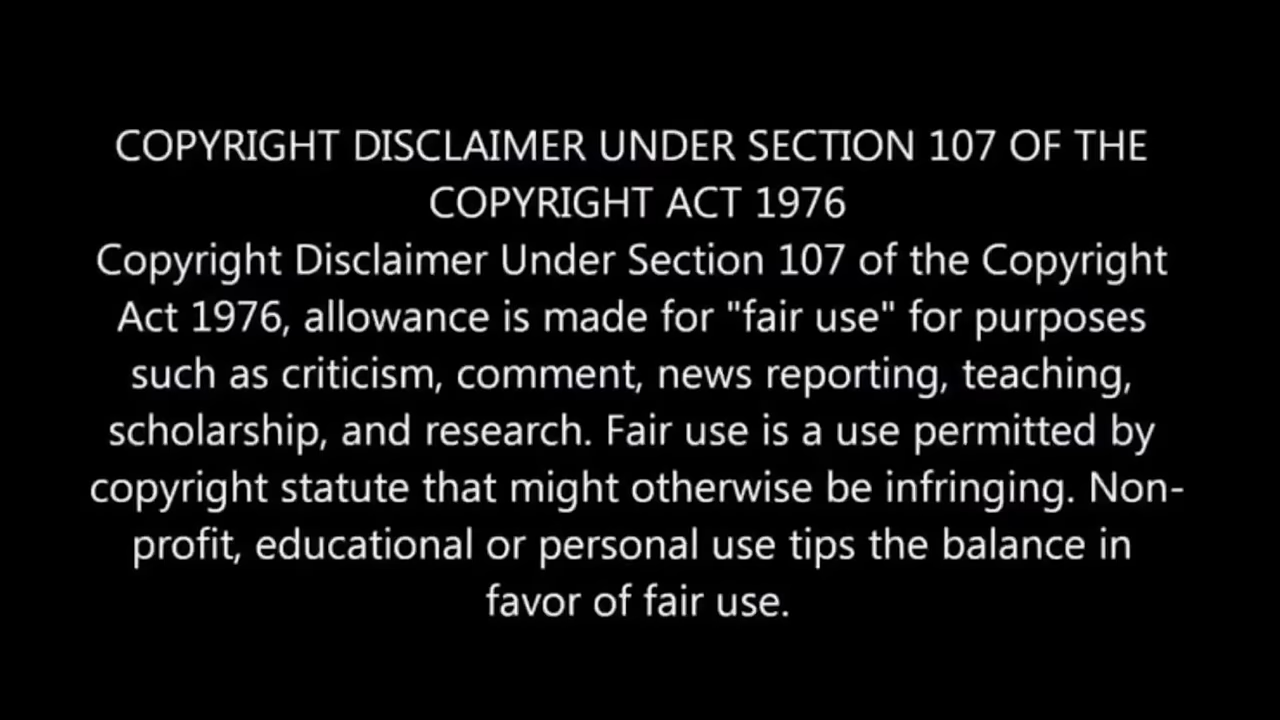 COPYRIGHT DISCLAIMER UNDER SECTION 107 OF THE
COPYRIGHT ACT 1976
Copyright Disclaimer Under Section 107 of the Copyright
Act 1976, allowance is made for "fair use" for purposes
such as criticism, comment, news reporting, teaching,
scholarship, and research. Fair use is a use permitted by
copyright statute that might otherwise be infringing. Non-
profit, educational or personal use tips the balance in
favor of fair use.